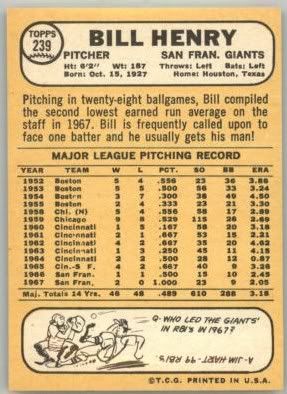 TOPPS
239
BILL HENRY
PITCHER SAN FRAN. GIANTS
Ht: 6'2" Wt: 187 Throws: Left Bats: Left
Born: Oct. 15, 1927 Home: Houston, Texas
Pitching in twenty-eight ballgames, Bill compiled
the second lowest earned run average on the
staff in 1967. Bill is frequently called upon to
face one batter and he usually gets his man!
MAJOR LEAGUE PITCHING RECORD
YEAR TEAM W L PCT. SO BB ERA
1952 Boston 5 4 .556 23 36 3.86
1953 Boston 5 5 .500 56 33 3.24
1954 Boston 3 7 .300 38 49 4.50
1955 Boston 2 4 .333 23 21 3.30
1958 Chi. (N) 5 4 .556 58 17 2.89
1959 Chicago 9 8 .529 115 26 2.69
1960 Cincinnati 1 5 .167 58 20 3.18
1961 Cincinnati 2 1 .667 53 15 2.21
1962 Cincinnati 4 2 .667 35 20 4.62
1963 Cincinnati 1 3 .250 45 11 4.15
1964 Cincinnati 2 2 .500 28 12 0.87
1965 Cin.-S F. 4 2 .667 40 9 3.26
1966 San Fran. 1 1 .500 15 10 2.45
1967 San Fran. 2 0 1.000 23 9 2.05
Maj. Totals 14 Yrs. 46 48 .489 610 288 3.18
Q- WHO LED THE GIANTS'
IN RBI'S IN 1967?
A- JIM HART - 99 RBI'S
©T.C.G. PRINTED IN U.S.A.